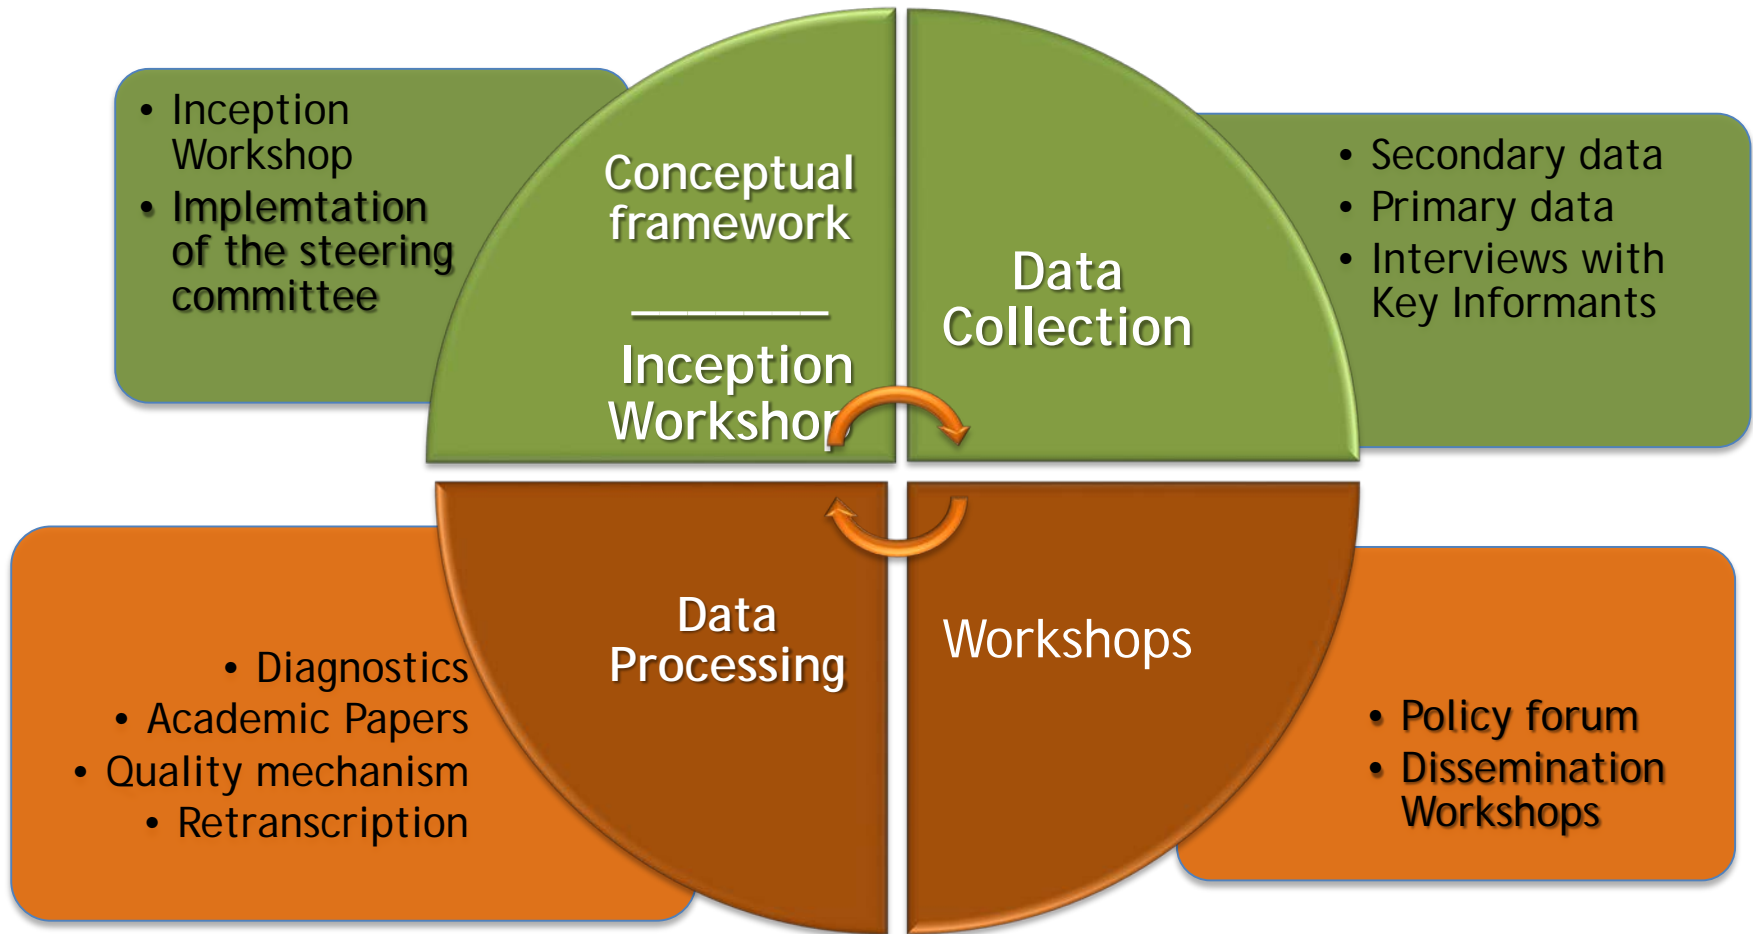 • Inception
Workshop
• Implemtation
of the steering
committee
Conceptual
framework
_______
Inception
Workshop
Data
Collection
• Secondary data
• Primary data
• Interviews with
Key Informants
• Diagnostics
• Academic Papers
• Quality mechanism
• Retranscription
Data
Processing
Workshops
• Policy forum
• Dissemination
Workshops